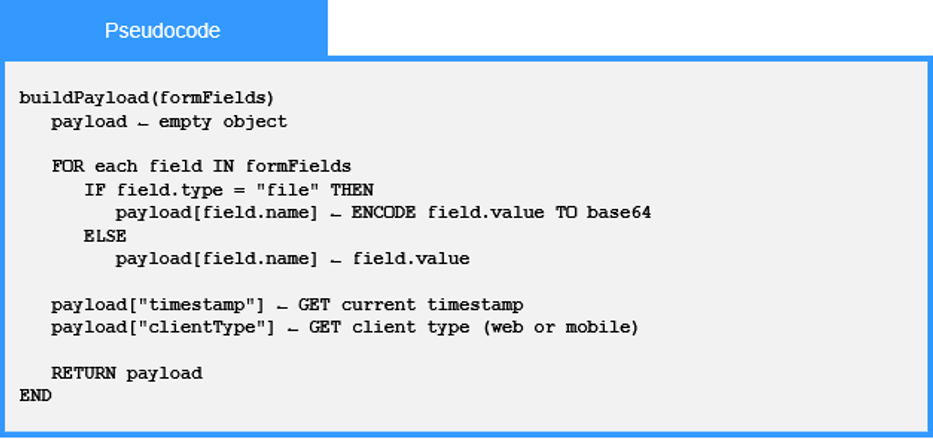 Pseudocode
buildPayload(formFields)
payload ← empty object
FOR each field IN formFields
IF field.type = "file" THEN
payload[field.name] ← ENCODE field.value TO base64
ELSE
payload[field.name] ← field.value
payload["timestamp"] ← GET current timestamp
payload["clientType"] ← GET client type (web or mobile)
RETURN payload
END